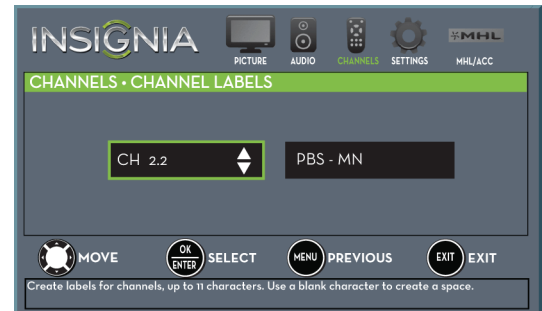 INSIGNIA
PICTURE AUDIO CHANNELS SETTINGS MHL MHL/ACC
CHANNELS • CHANNEL LABELS
CH 2.2 PBS - MN
MOVE OK ENTER SELECT MENU PREVIOUS EXIT EXIT
Create labels for channels, up to 11 characters. Use a blank character to create a space.